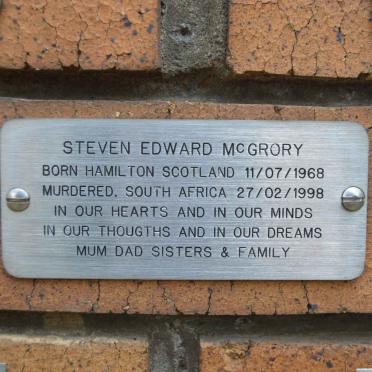 STEVEN EDWARD McGRORY
BORN HAMILTON SCOTLAND 11/07/1968
MURDERED, SOUTH AFRICA 27/02/1998
IN OUR HEARTS AND IN OUR MINDS
IN OUR THOUGTHS AND IN OUR DREAMS
MUM DAD SISTERS & FAMILY